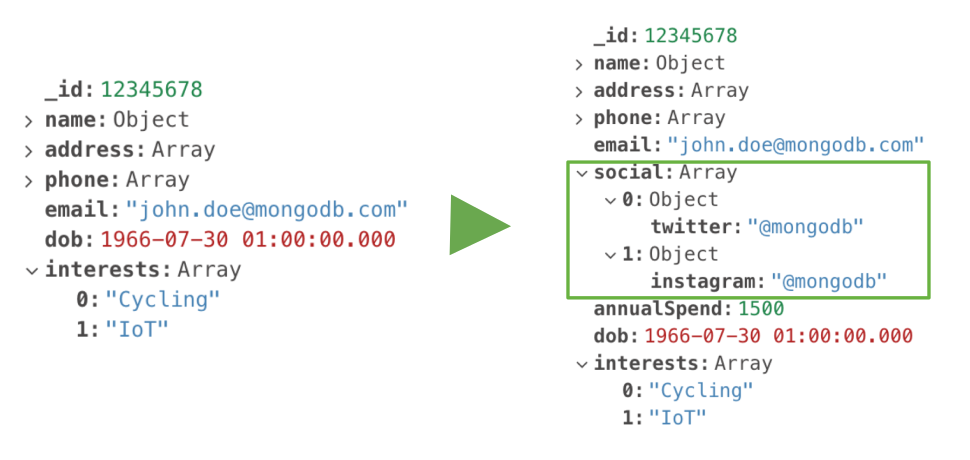 _id: 12345678
> name: Object
> address: Array
> phone: Array
email: "john.doe@mongodb.com"
dob: 1966-07-30 01:00:00.000
interests: Array
0: "Cycling"
1: "IoT"
_id: 12345678
> name: Object
> address: Array
> phone: Array
email: "john.doe@mongodb.com"
social: Array
0: Object
twitter: "@mongodb"
1: Object
instagram: "@mongodb"
annualSpend: 1500
dob: 1966-07-30 01:00:00.000
interests: Array
0: "Cycling"
1: "IoT"